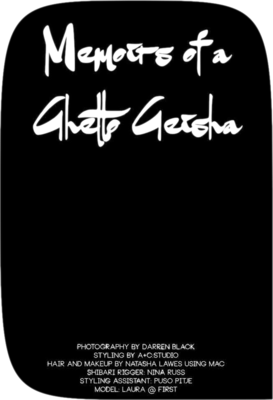 Memoirs of a
Ghetto Geisha
PHOTOGRAPHY BY DARREN BLACK
STYLING BY A+C:STUDIO
HAIR AND MAKEUP BY NATASHA LAWES USING MAC
SHIBARI RIGGER: NINA RUSS
STYLING ASSISTANT: PUSO PITJE
MODEL: LAURA @ FIRST